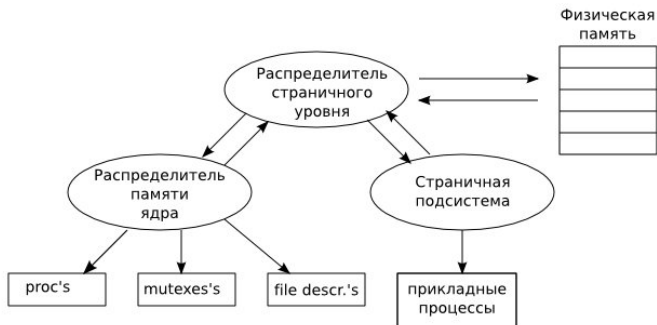 Физическая
память
Распределитель
страничного
уровня
Распределитель
памяти
ядра
Страничная
подсистема
proc's
mutexes's
file descr.'s
прикладные
процессы